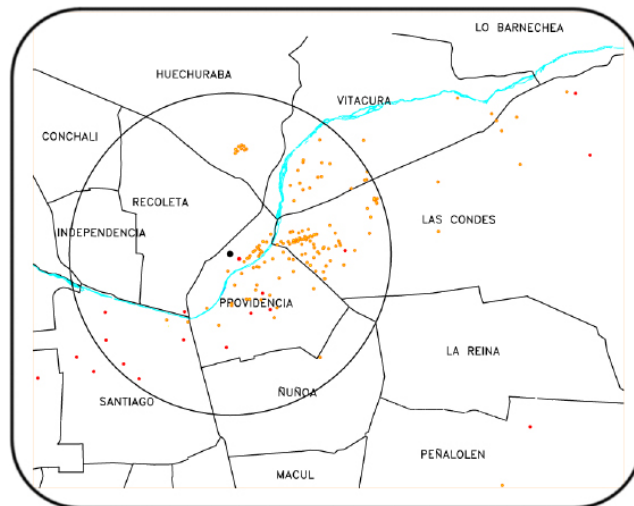 LO BARNECHEA
HUECHURABA
VITACURA
CONCHALI
RECOLETA
LAS CONDES
INDEPENDENCIA
PROVIDENCIA
LA REINA
SANTIAGO
ÑUÑOA
PEÑALOLEN
MACUL